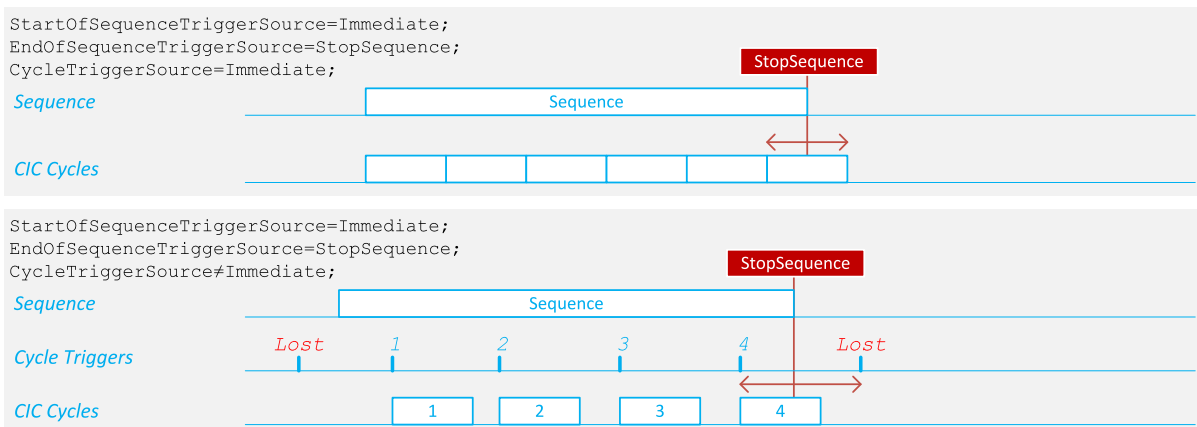 StartOfSequenceTriggerSource=Immediate;
EndOfSequenceTriggerSource=StopSequence;
CycleTriggerSource=Immediate;
StopSequence
Sequence Sequence
CIC Cycles
StartOfSequenceTriggerSource=Immediate;
EndOfSequenceTriggerSource=StopSequence;
CycleTriggerSource≠Immediate;
StopSequence
Sequence Sequence
Lost 1 2 3 4 Lost
Cycle Triggers
CIC Cycles 1 2 3 4